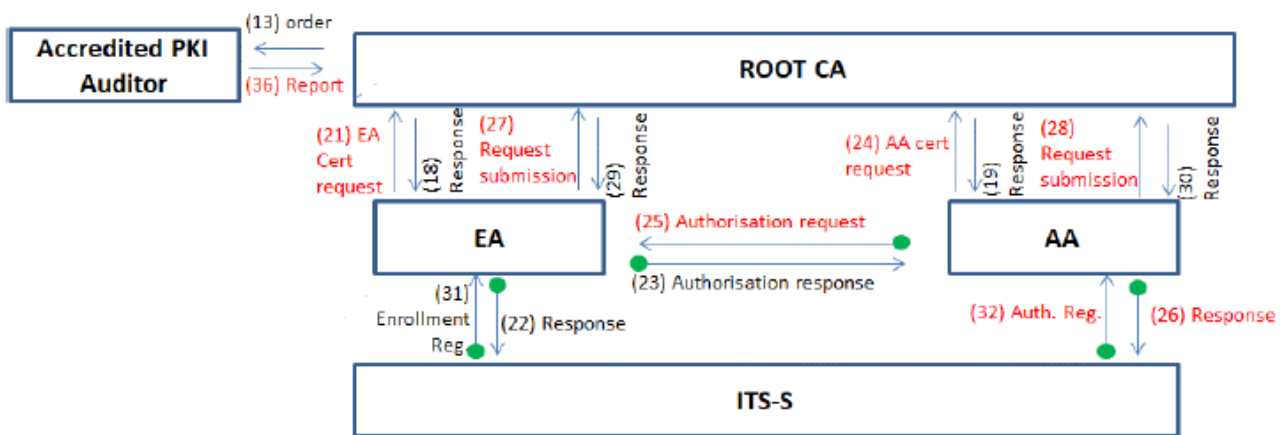 (13) order
Accredited PKI
Auditor
(36) Report
ROOT CA
(21) EA
Cert
request
(18)
Response
(27)
Request
submission
(29)
Response
(24) AA cert
request
(19)
Response
(28)
Request
submission
(30)
Response
EA
(25) Authorisation request
(23) Authorisation response
AA
(31)
Enrollment
Reg.
(22) Response
(32) Auth. Reg.
(26) Response
ITS-S